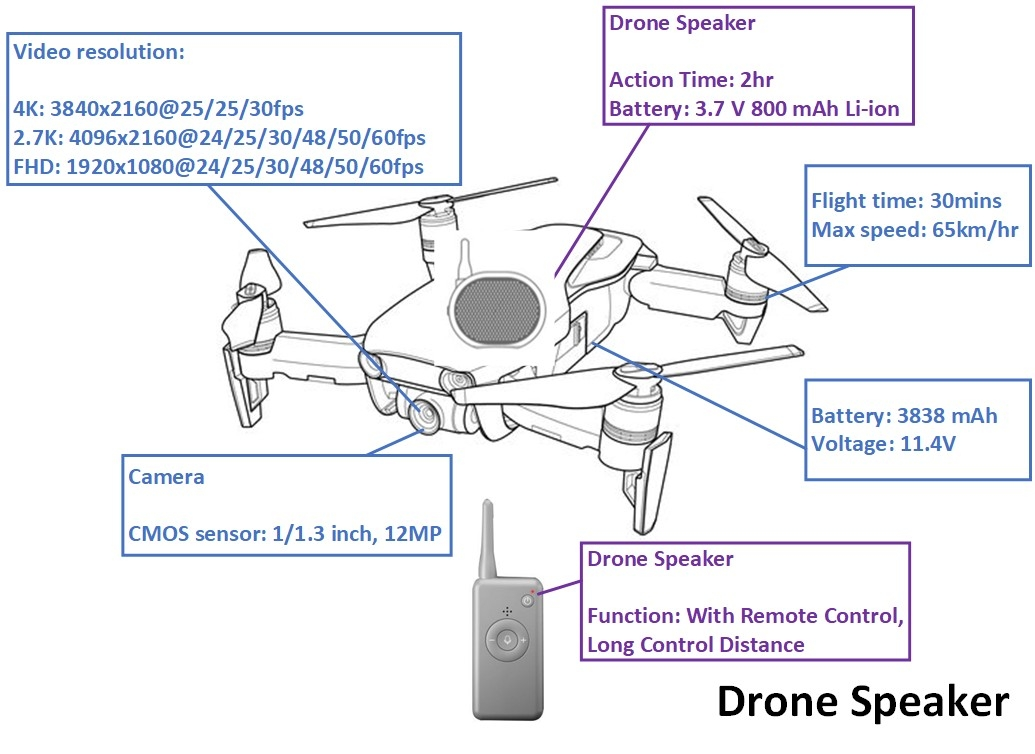 Video resolution:
4K: 3840x2160@25/25/30fps
2.7K: 4096x2160@24/25/30/48/50/60fps
FHD: 1920x1080@24/25/30/48/50/60fps
Drone Speaker
Action Time: 2hr
Battery: 3.7 V 800 mAh Li-ion
Flight time: 30mins
Max speed: 65km/hr
Battery: 3838 mAh
Voltage: 11.4V
Camera
CMOS sensor: 1/1.3 inch, 12MP
Drone Speaker
Function: With Remote Control,
Long Control Distance
Drone Speaker